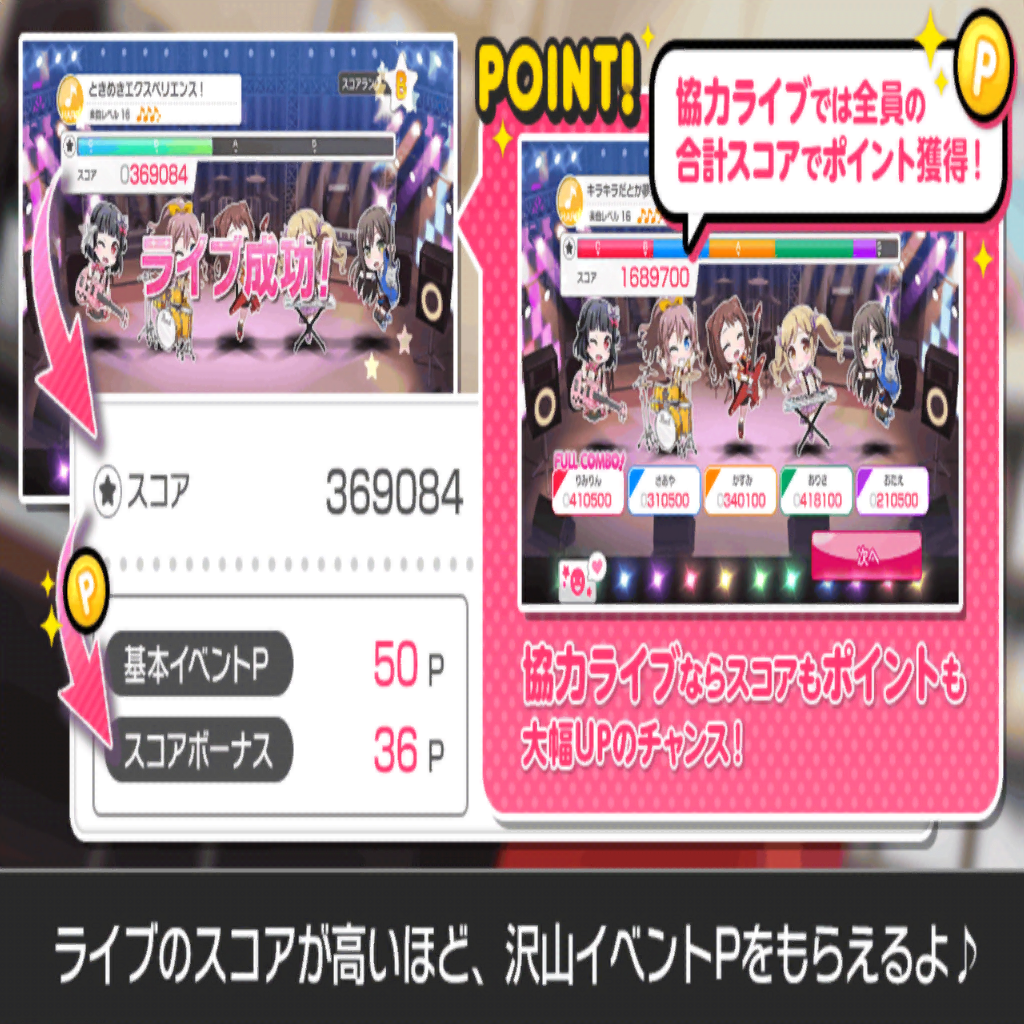 ときめきエクスペリエンス!
楽曲レベル 16
スコアランク
B
C
B
A
S
スコア 0369084
ライブ成功!
スコア 369084
P
基本イベントP 50 P
スコアボーナス 36 P
POINT!
協力ライブでは全員の
合計スコアでポイント獲得!
P
キラキラだとか夢
楽曲レベル 16
C
B
A
S
スコア 1689700
FULL COMBO!
りみりん
0410500
さあや
0310500
かすみ
0340100
ありさ
0418100
おたえ
0210500
次へ
協力ライブならスコアもポイントも
大幅UPのチャンス!
ライブのスコアが高いほど、沢山イベントPをもらえるよ♪